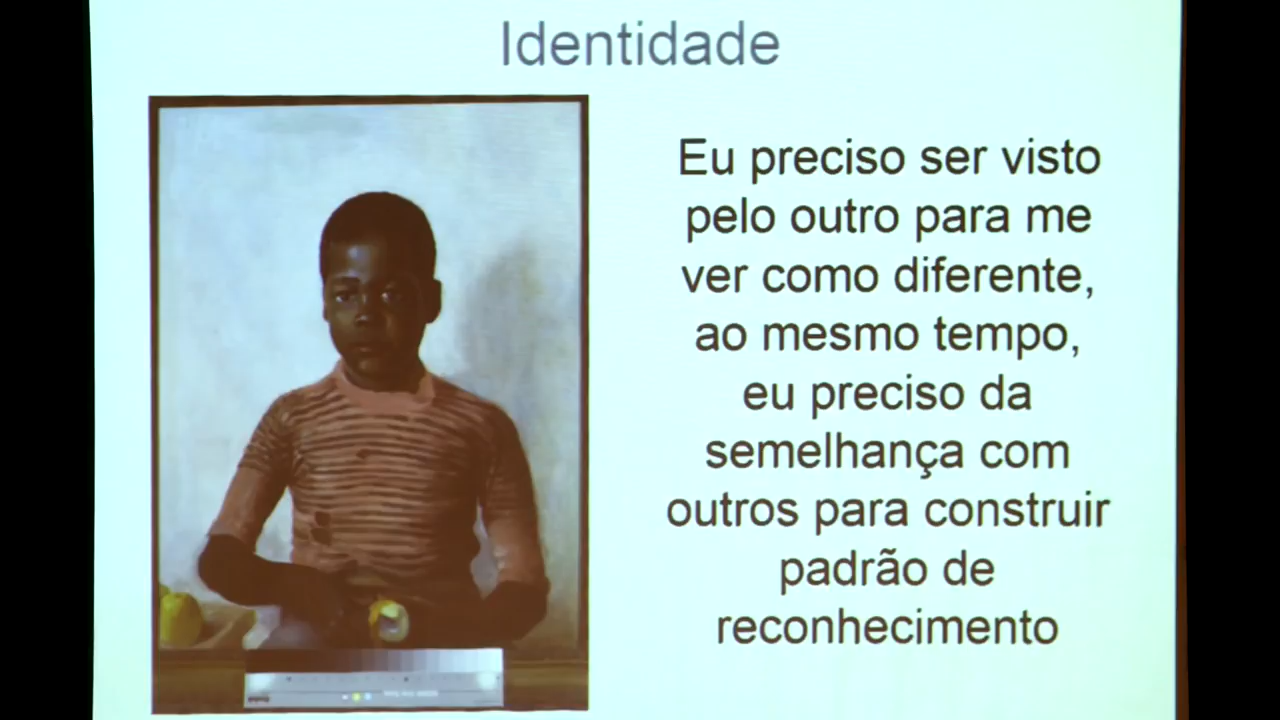 Identidade
Eu preciso ser visto
pelo outro para me
ver como diferente,
ao mesmo tempo,
eu preciso da
semelhança com
outros para construir
padrão de
reconhecimento